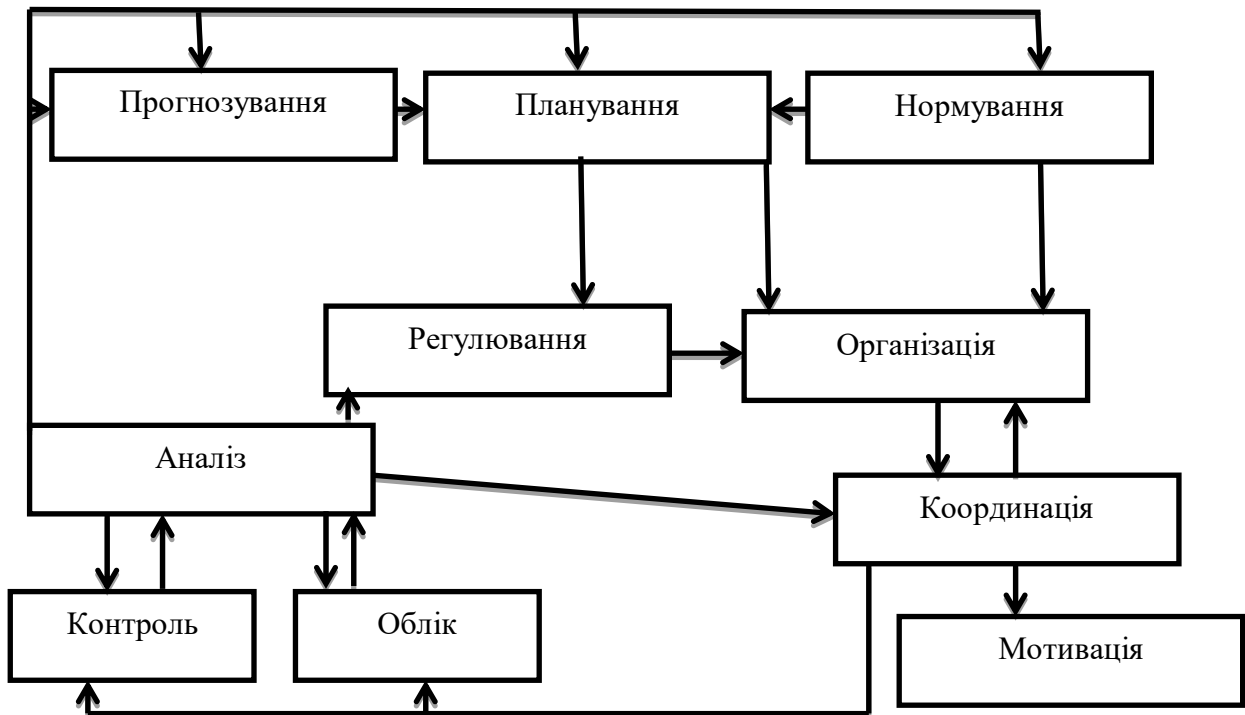 Прогнозування
Планування
Нормування
Регулювання
Організація
Аналіз
Координація
Контроль
Облік
Мотивація